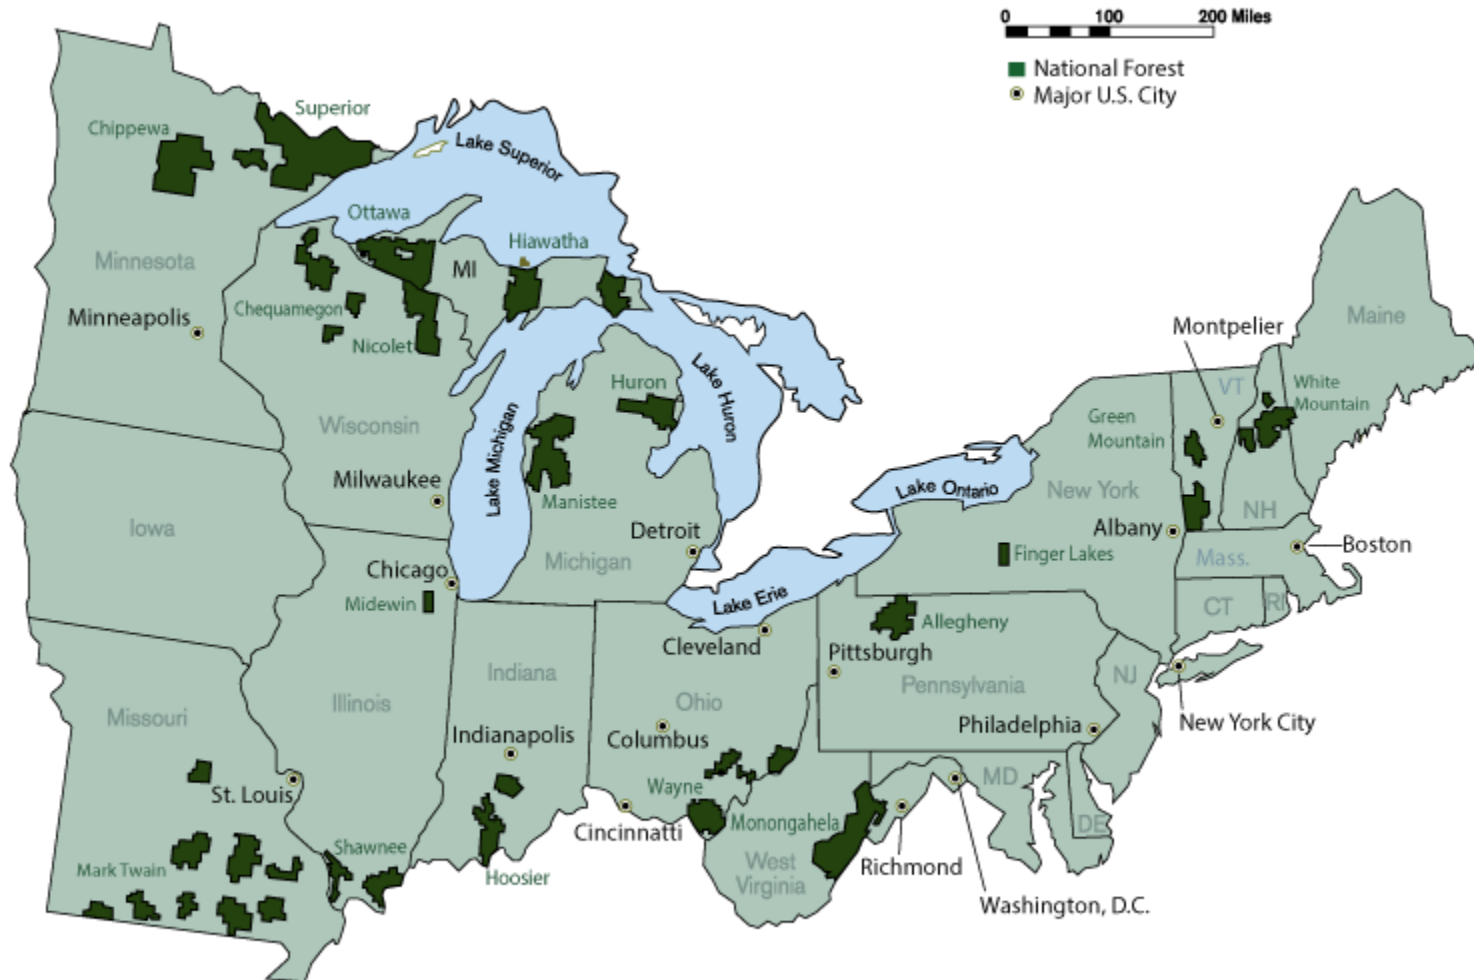 0 100 200 Miles
National Forest
Major U.S. City
Superior
Chippewa
Lake Superior
Ottawa
Hiawatha
Minnesota
MI
Chequamegon
Minneapolis
Nicolet
Maine
Montpelier
Huron
Lake Huron
VT
White
Mountain
Green
Mountain
Wisconsin
Lake Michigan
Milwaukee
Manistee
Lake Ontario
New York
NH
Iowa
Detroit
Albany
Michigan
Finger Lakes
Mass.
Boston
Chicago
Midewin
Lake Erie
CT
RI
Allegheny
Cleveland
Pittsburgh
Indiana
Pennsylvania
NJ
Missouri
Illinois
Ohio
Philadelphia
New York City
Indianapolis
Columbus
MD
St. Louis
Wayne
DE
Cincinnatti
Monongahela
Shawnee
Mark Twain
West
Virginia
Richmond
Hoosier
Washington, D.C.